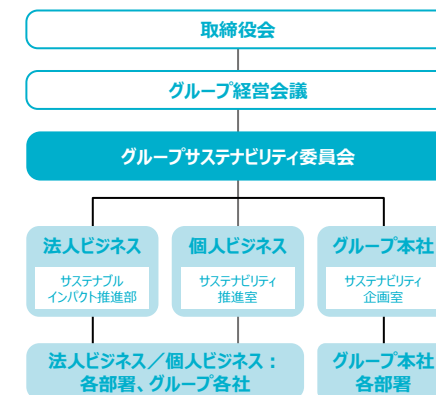 取締役会
グループ経営会議
グループサステナビリティ委員会
法人ビジネス
サステナブル
インパクト推進部
個人ビジネス
サステナビリティ
推進室
グループ本社
サステナビリティ
企画室
法人ビジネス／個人ビジネス：
各部署、グループ各社
グループ本社
各部署